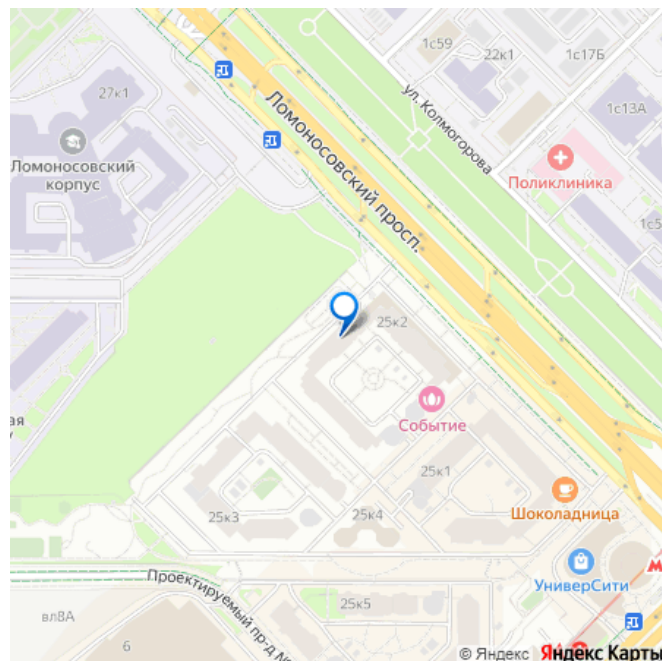 1с59
22к1
1с17Б
27к1
1с13А
ул. Колмогорова
Ломоносовский просп.
Ломоносовский
корпус
Поликлиника
25к2
Событие
25к1
Шоколадница
25к3
25к4
УниверСити
Проектируемый пр-д №
25к5
вл8А
6
© Яндекс
Яндекс Карты